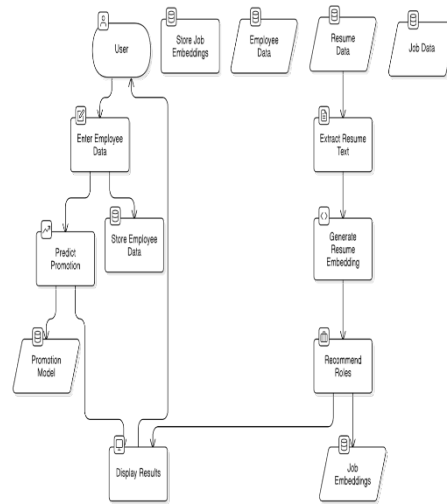 User
Store Job
Embeddings
Employee
Data
Resume
Data
Job Data
Enter Employee
Data
Extract Resume
Text
Predict
Promotion
Store Employee
Data
Generate
Resume
Embedding
Promotion
Model
Recommend
Roles
Display Results
Job
Embeddings